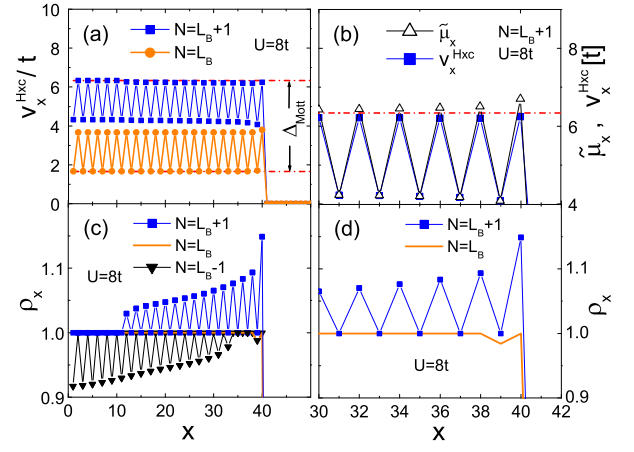 (a)
N=L_B+1
N=L_B
U=8t
v_x^Hxc / t
8
6
4
2
0
Δ_Mott
(b)
μ̃_x
v_x^Hxc
N=L_B+1
U=8t
8
6
4
μ̃_x , v_x^Hxc [t]
(c)
N=L_B+1
N=L_B
N=L_B-1
U=8t
ρ_x
1.1
1.0
0.9
0 10 20 30 40 50
x
(d)
N=L_B+1
N=L_B
U=8t
1.1
1.0
0.9
ρ_x
30 32 34 36 38 40 42
x